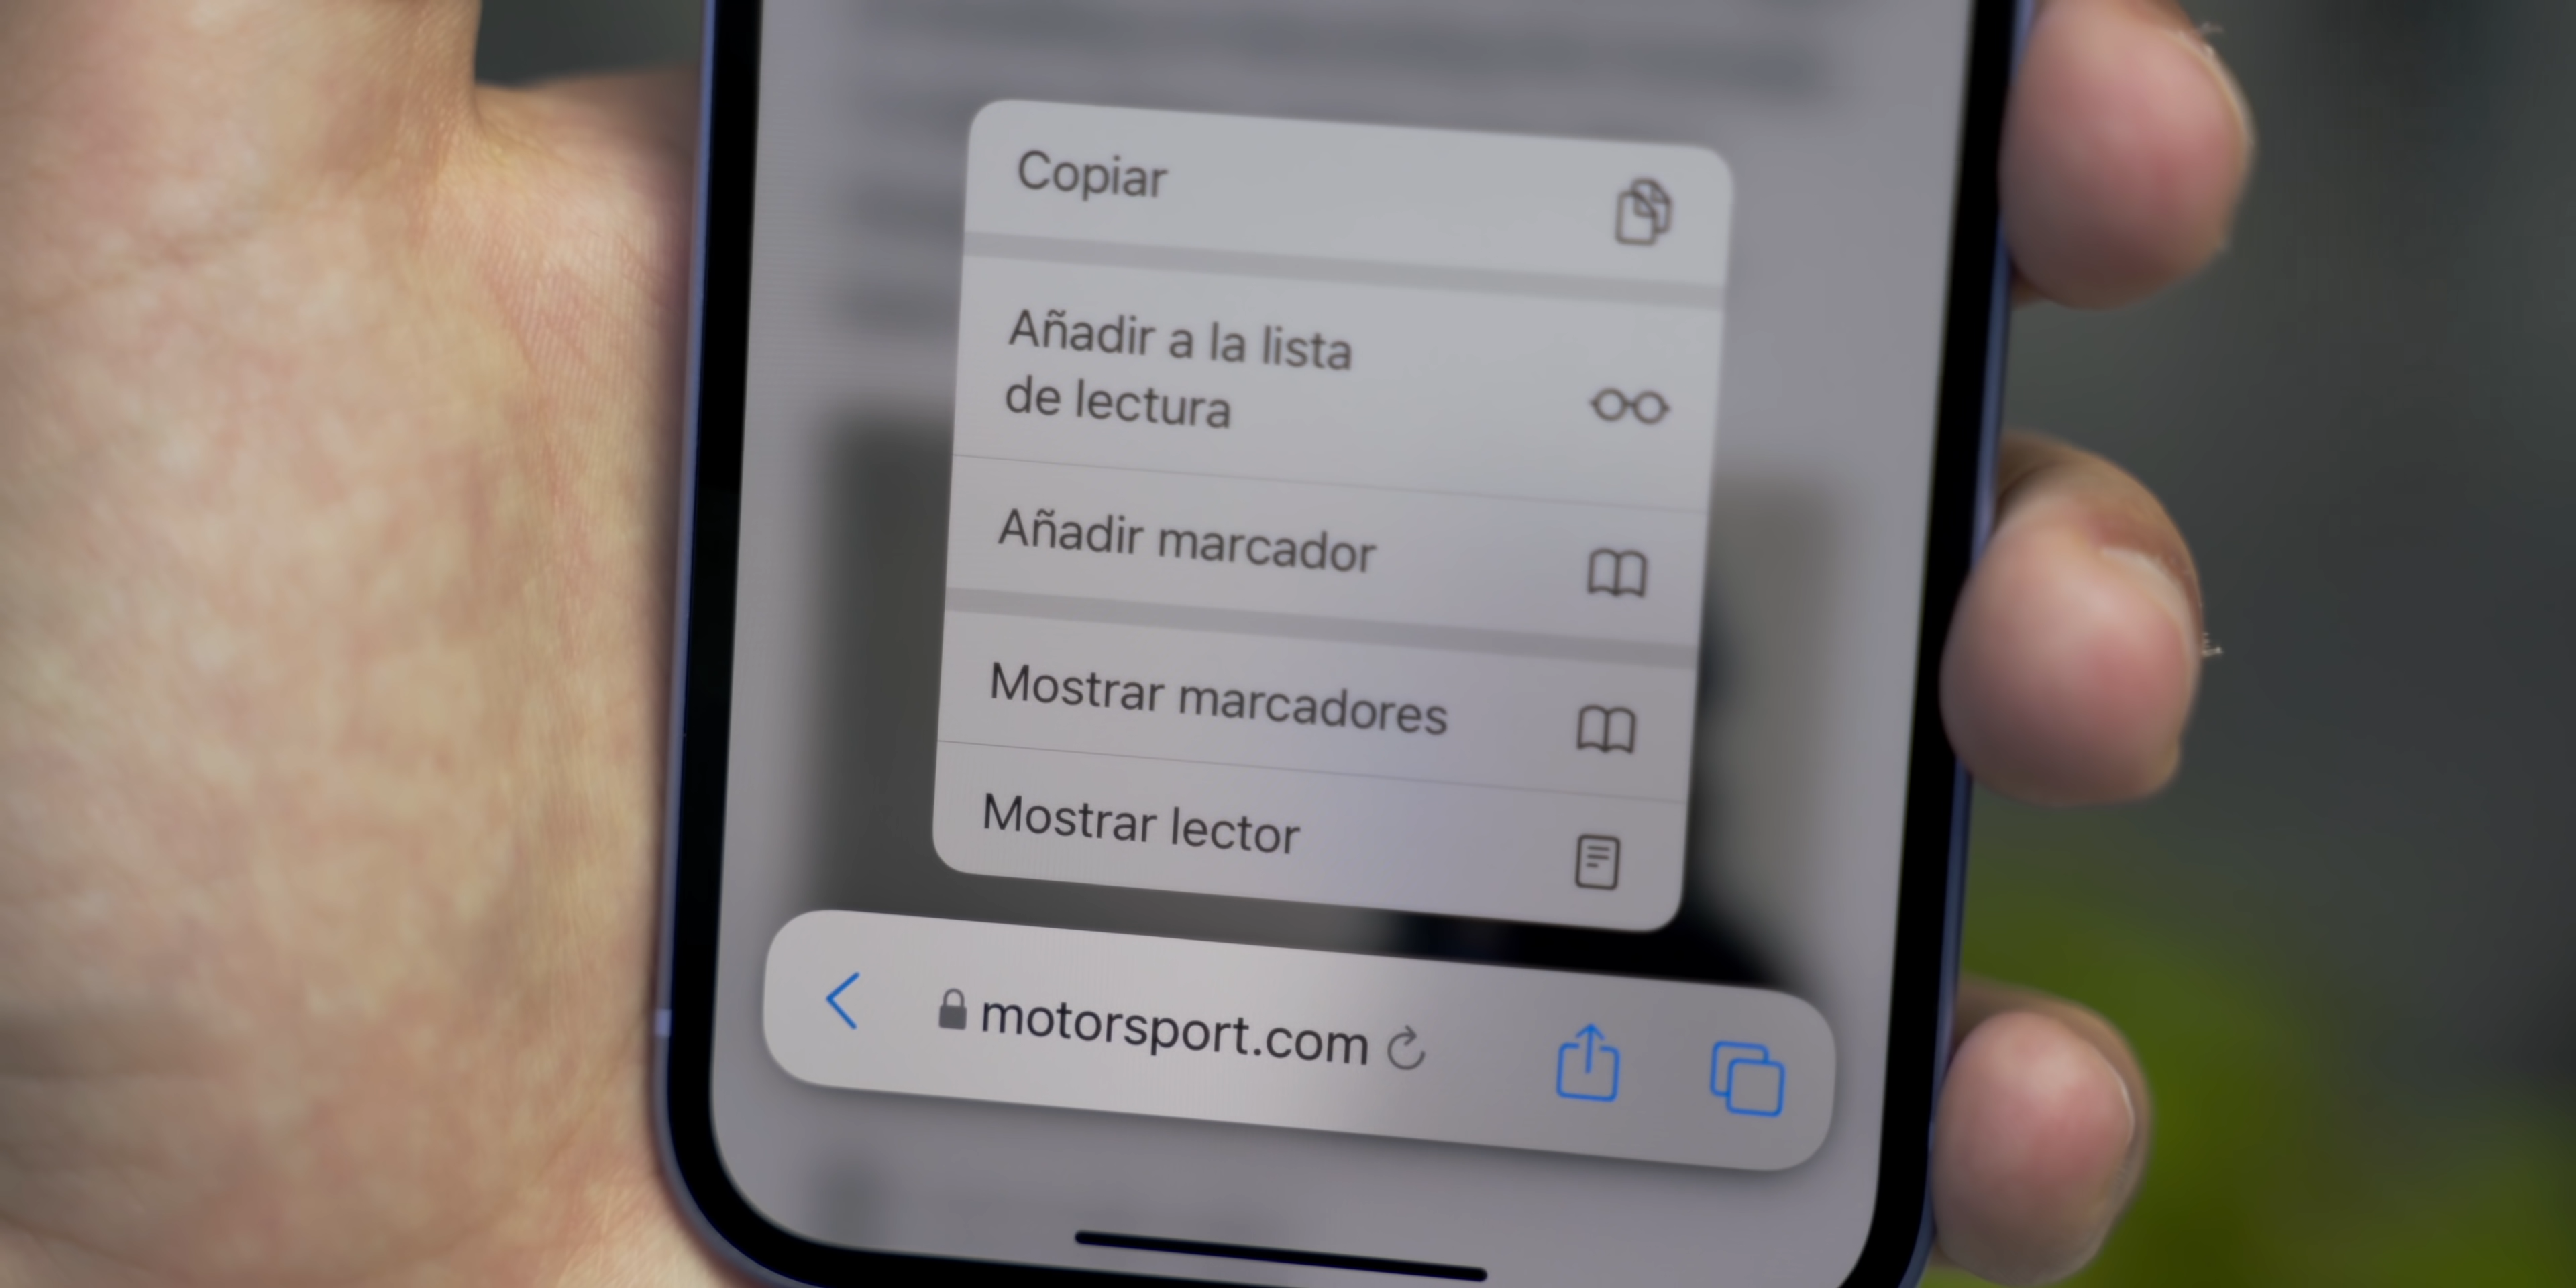 Copiar
Añadir a la lista
de lectura
Añadir marcador
Mostrar marcadores
Mostrar lector
motorsport.com